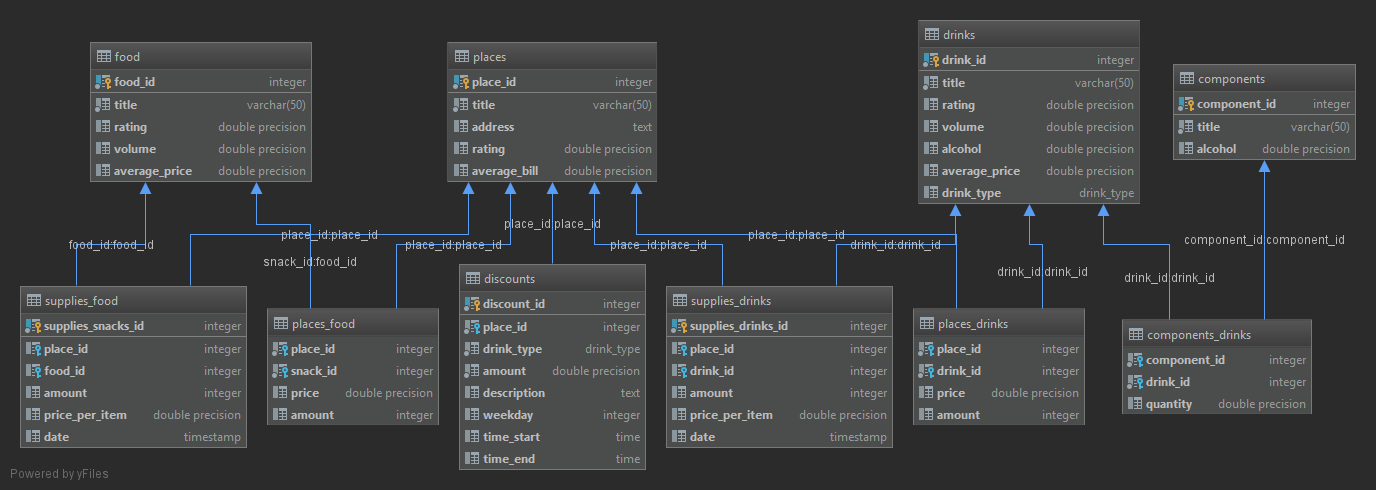 food
food_id integer
title varchar(50)
rating double precision
volume double precision
average_price double precision
places
place_id integer
title varchar(50)
address text
rating double precision
average_bill double precision
drinks
drink_id integer
title varchar(50)
rating double precision
volume double precision
alcohol double precision
average_price double precision
drink_type drink_type
components
component_id integer
title varchar(50)
alcohol double precision
food_id:food_id
place_id:place_id
snack_id:food_id
place_id:place_id
place_id:place_id
place_id:place_id
place_id:place_id
drink_id:drink_id
drink_id:drink_id
drink_id:drink_id
component_id:component_id
supplies_food
supplies_snacks_id integer
place_id integer
food_id integer
amount integer
price_per_item double precision
date timestamp
places_food
place_id integer
snack_id integer
price double precision
amount integer
discounts
discount_id integer
place_id integer
drink_type drink_type
amount double precision
description text
weekday integer
time_start time
time_end time
supplies_drinks
supplies_drinks_id integer
place_id integer
drink_id integer
amount integer
price_per_item double precision
date timestamp
places_drinks
place_id integer
drink_id integer
price double precision
amount integer
components_drinks
component_id integer
drink_id integer
quantity double precision
Powered by yFiles